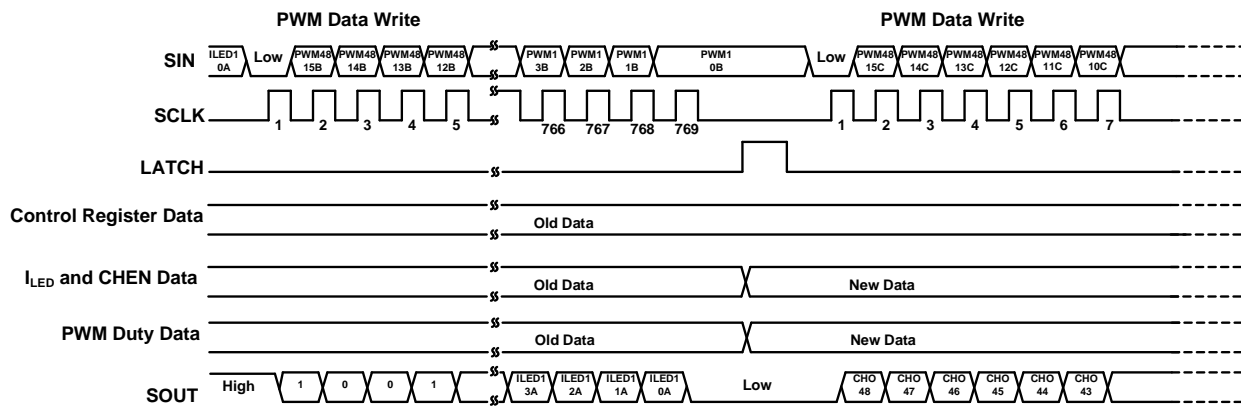 PWM Data Write PWM Data Write
SIN ILED1 0A Low PWM48 15B PWM48 14B PWM48 13B PWM48 12B PWM1 3B PWM1 2B PWM1 1B PWM1 0B Low PWM48 15C PWM48 14C PWM48 13C PWM48 12C PWM48 11C PWM48 10C
SCLK
1 2 3 4 5 766 767 768 769 1 2 3 4 5 6 7
LATCH
Control Register Data Old Data
ILED and CHEN Data Old Data New Data
PWM Duty Data Old Data New Data
SOUT High 1 0 0 1 ILED1 3A ILED1 2A ILED1 1A ILED1 0A Low CHO 48 CHO 47 CHO 46 CHO 45 CHO 44 CHO 43